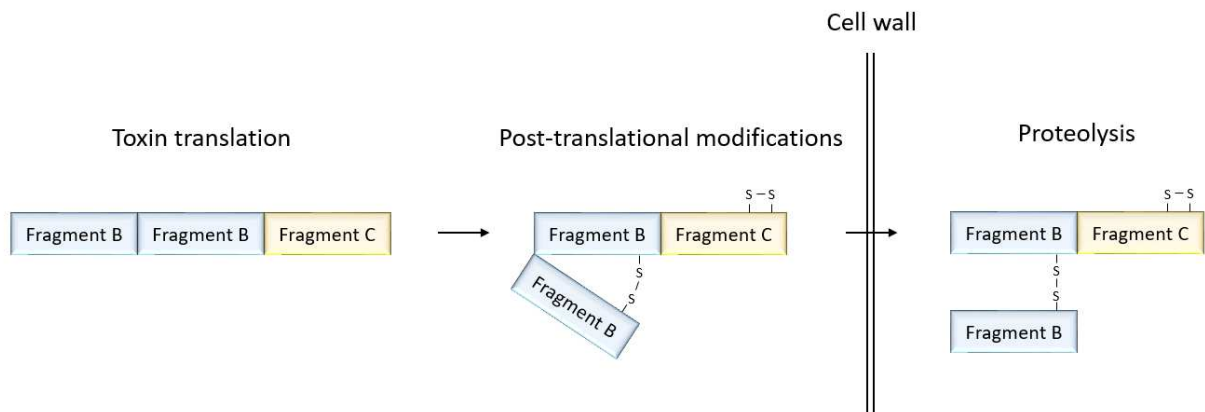 Cell wall
Toxin translation
Post-translational modifications
Proteolysis
S – S
S – S
Fragment B Fragment B Fragment C
Fragment B Fragment C
Fragment B Fragment C
S
S
S
S
Fragment B
Fragment B